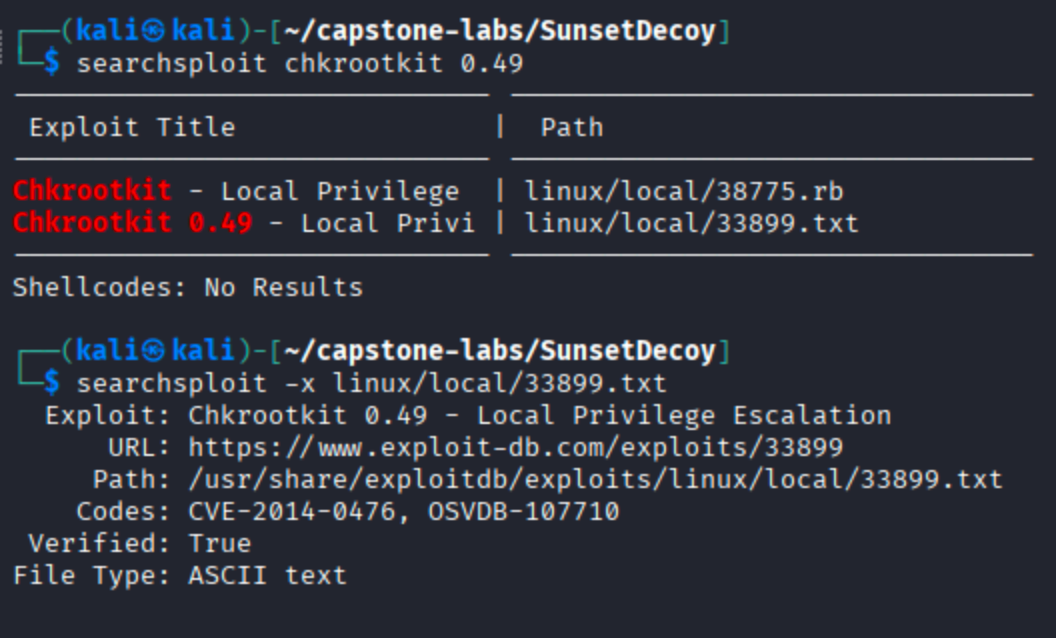 (kali㉿kali)-[~/capstone-labs/SunsetDecoy]
$ searchsploit chkrootkit 0.49
Exploit Title | Path
Chkrootkit - Local Privilege | linux/local/38775.rb
Chkrootkit 0.49 - Local Privi | linux/local/33899.txt
Shellcodes: No Results
(kali㉿kali)-[~/capstone-labs/SunsetDecoy]
$ searchsploit -x linux/local/33899.txt
Exploit: Chkrootkit 0.49 - Local Privilege Escalation
URL: https://www.exploit-db.com/exploits/33899
Path: /usr/share/exploitdb/exploits/linux/local/33899.txt
Codes: CVE-2014-0476, OSVDB-107710
Verified: True
File Type: ASCII text